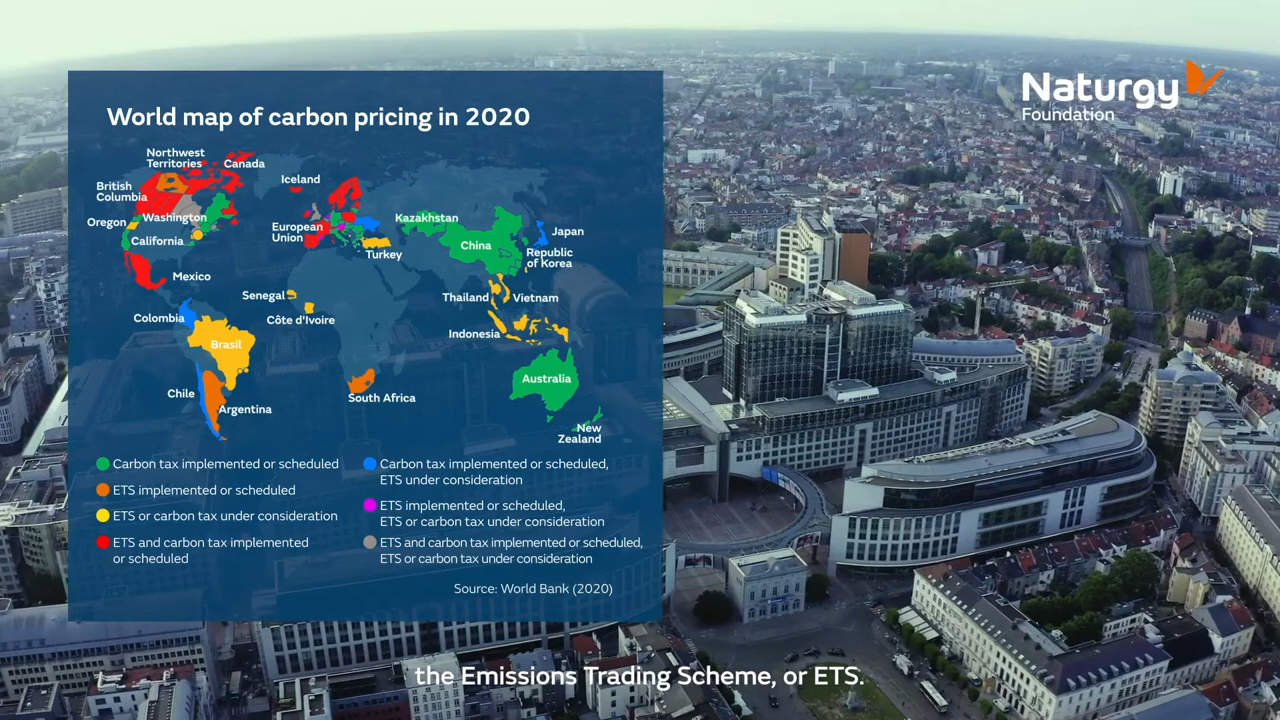 Naturgy
Foundation
World map of carbon pricing in 2020
Northwest
Territories
Canada
British
Columbia
Iceland
Oregon
Washington
California
European
Union
Kazakhstan
China
Japan
Republic
of Korea
Turkey
Mexico
Senegal
Thailand
Vietnam
Colombia
Côte d'Ivoire
Indonesia
Brasil
Australia
Chile
Argentina
South Africa
New
Zealand
Carbon tax implemented or scheduled
ETS implemented or scheduled
ETS or carbon tax under consideration
ETS and carbon tax implemented
or scheduled
Carbon tax implemented or scheduled,
ETS under consideration
ETS implemented or scheduled,
ETS or carbon tax under consideration
ETS and carbon tax implemented or scheduled,
ETS or carbon tax under consideration
Source: World Bank (2020)
the Emissions Trading Scheme, or ETS.